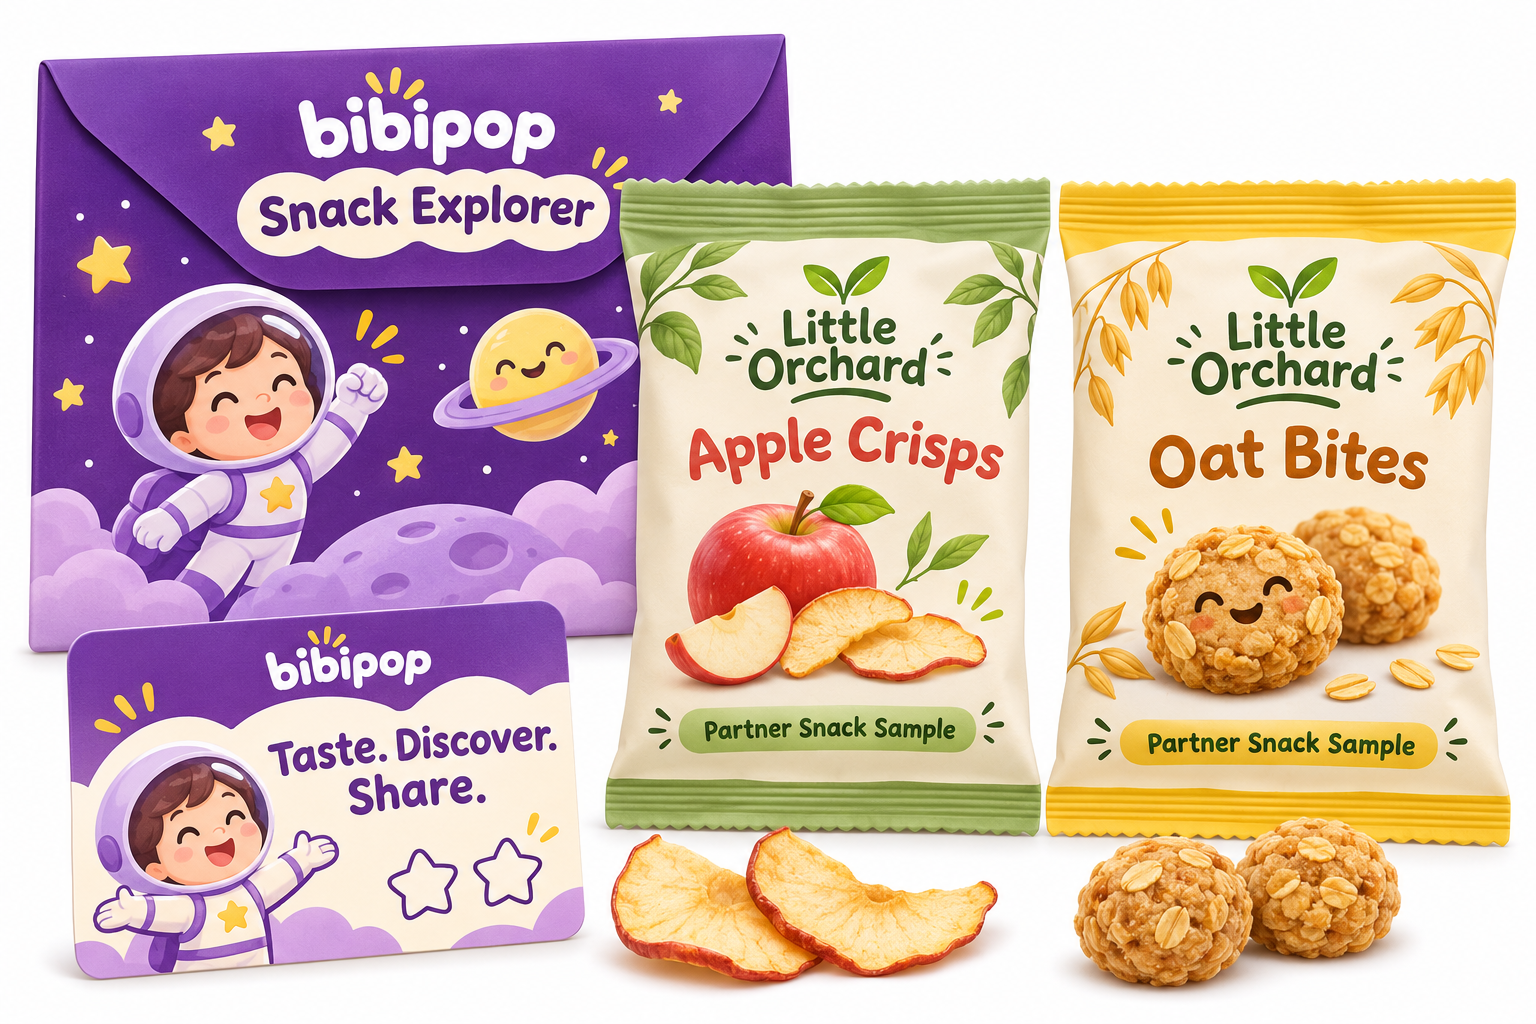 bibipop
Snack Explorer
bibipop
Taste. Discover.
Share.
Little
Orchard
Apple Crisps
Partner Snack Sample
Little
Orchard
Oat Bites
Partner Snack Sample